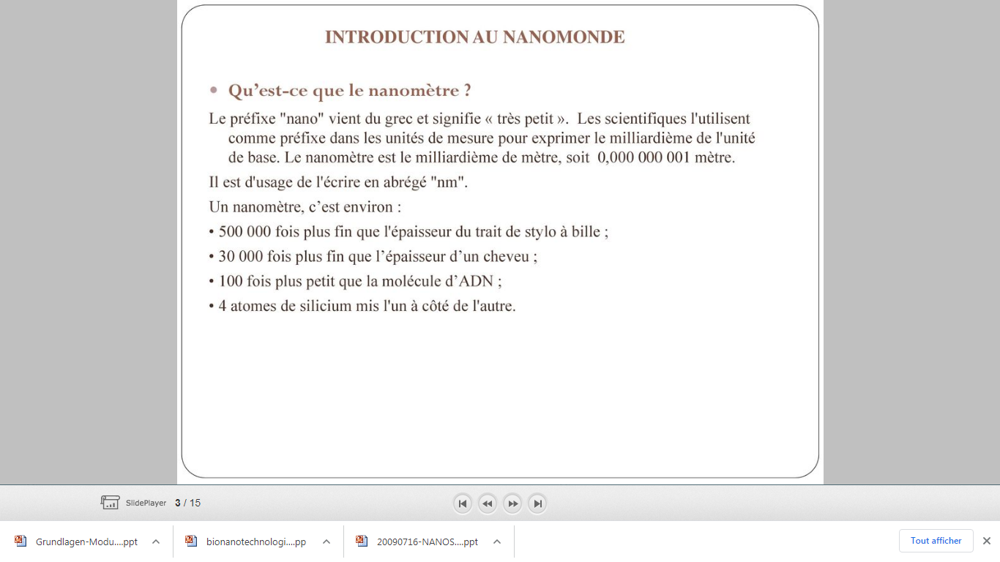 INTRODUCTION AU NANOMONDE
• Qu’est-ce que le nanomètre ?
Le préfixe "nano" vient du grec et signifie « très petit ».  Les scientifiques l'utilisent
comme préfixe dans les unités de mesure pour exprimer le milliardième de l'unité
de base. Le nanomètre est le milliardième de mètre, soit  0,000 000 001 mètre.
Il est d'usage de l'écrire en abrégé "nm".
Un nanomètre, c’est environ :
• 500 000 fois plus fin que l'épaisseur du trait de stylo à bille ;
• 30 000 fois plus fin que l’épaisseur d’un cheveu ;
• 100 fois plus petit que la molécule d’ADN ;
• 4 atomes de silicium mis l'un à côté de l'autre.
SlidePlayer 3 / 15
Grundlagen-Modu....ppt bionanotechnologi....pp 20090716-NANOS....ppt Tout afficher